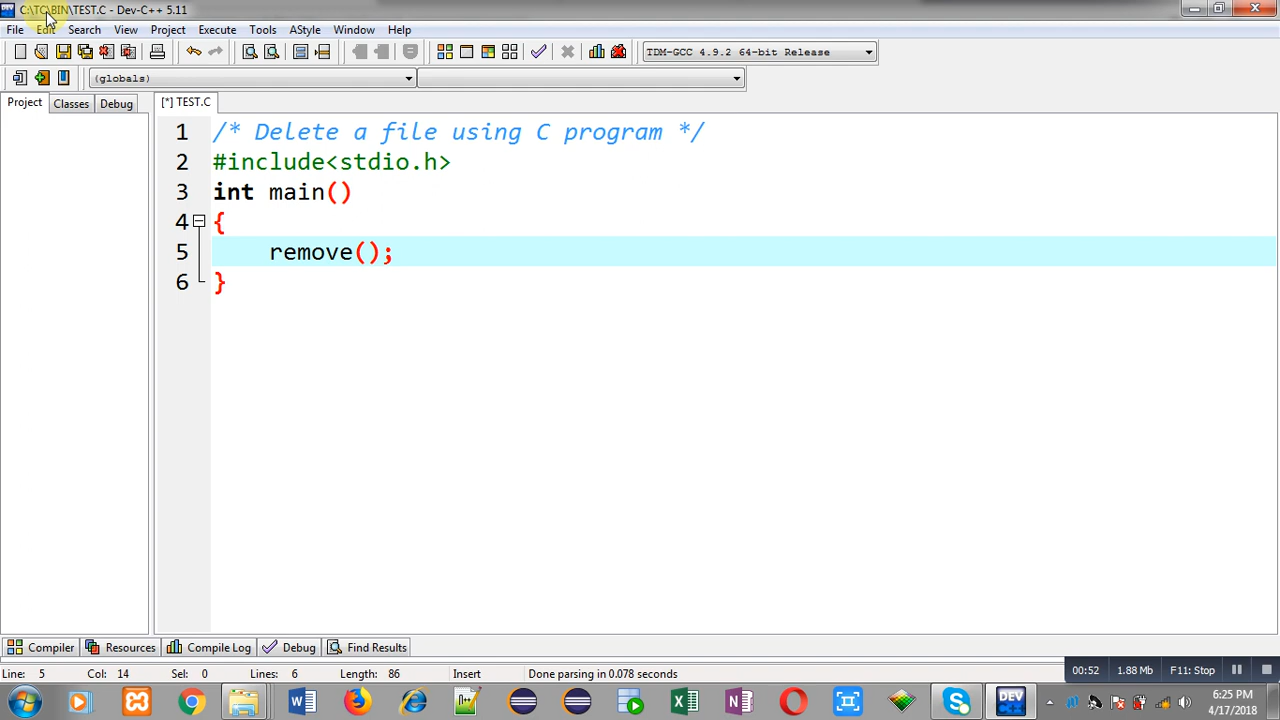 C:\TC\BIN\TEST.C - Dev-C++ 5.11
File Edit Search View Project Execute Tools AStyle Window Help
TDM-GCC 4.9.2 64-bit Release
(globals)
Project Classes Debug [*] TEST.C
1 /* Delete a file using C program */
2 #include<stdio.h>
3 int main()
4 {
5 remove();
6 }
Compiler Resources Compile Log Debug Find Results
Line: 5 Col: 14 Sel: 0 Lines: 6 Length: 86 Insert Done parsing in 0.078 seconds
00:52 1.88 Mb F11: Stop
DEV
6:25 PM
4/17/2018